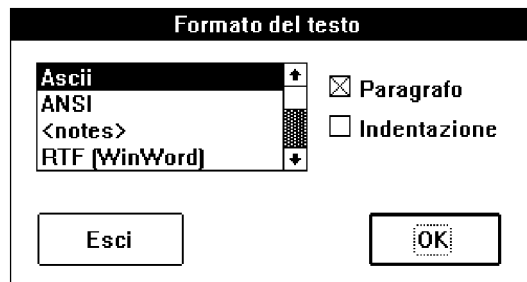 Formato del testo
Ascii
ANSI
<notes>
RTF (WinWord)
Paragrafo
Indentazione
Esci
OK